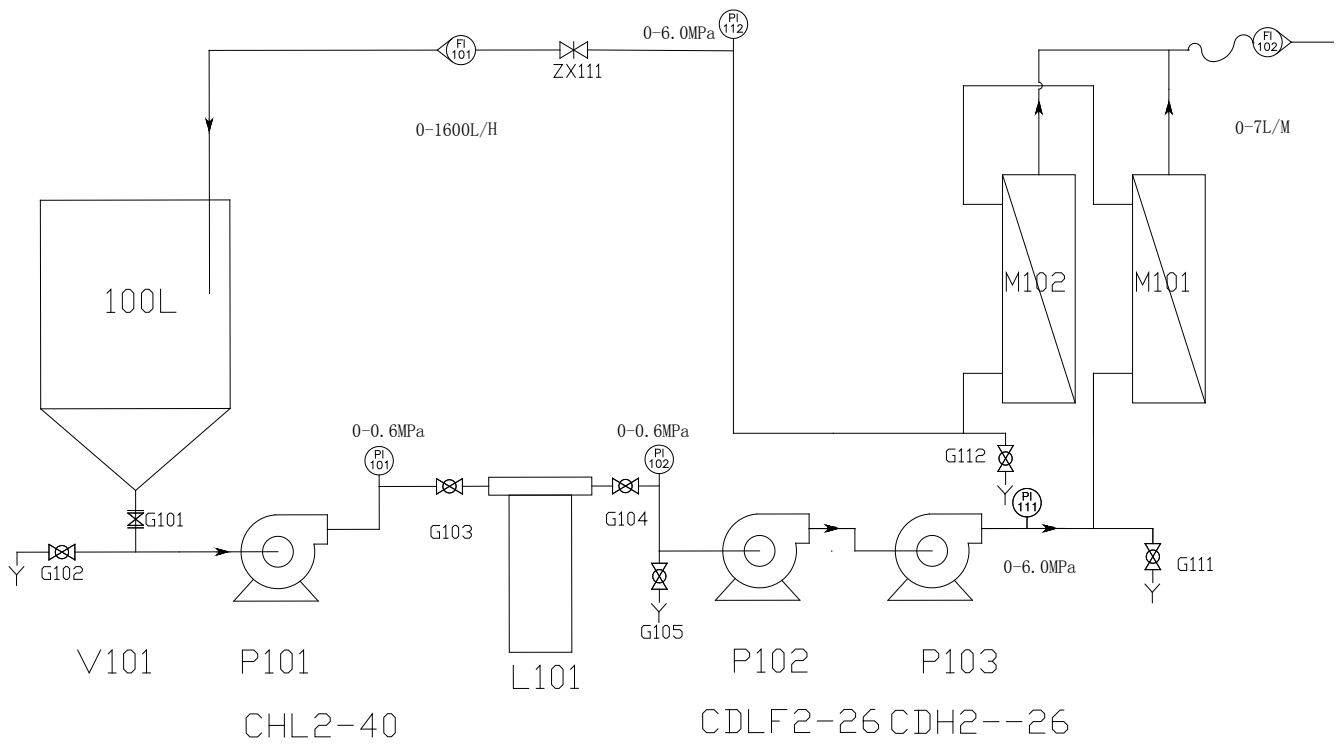 PI
112
0-6.0MPa
FI
101
ZX111
FI
102
0-1600L/H
0-7L/M
100L
M102
M101
0-0.6MPa
PI
101
0-0.6MPa
PI
102
G112
G101
G103
G104
PI
111
G102
0-6.0MPa
G111
G105
V101
P101
L101
P102
P103
CHL2-40
CDLF2-26
CDH2--26